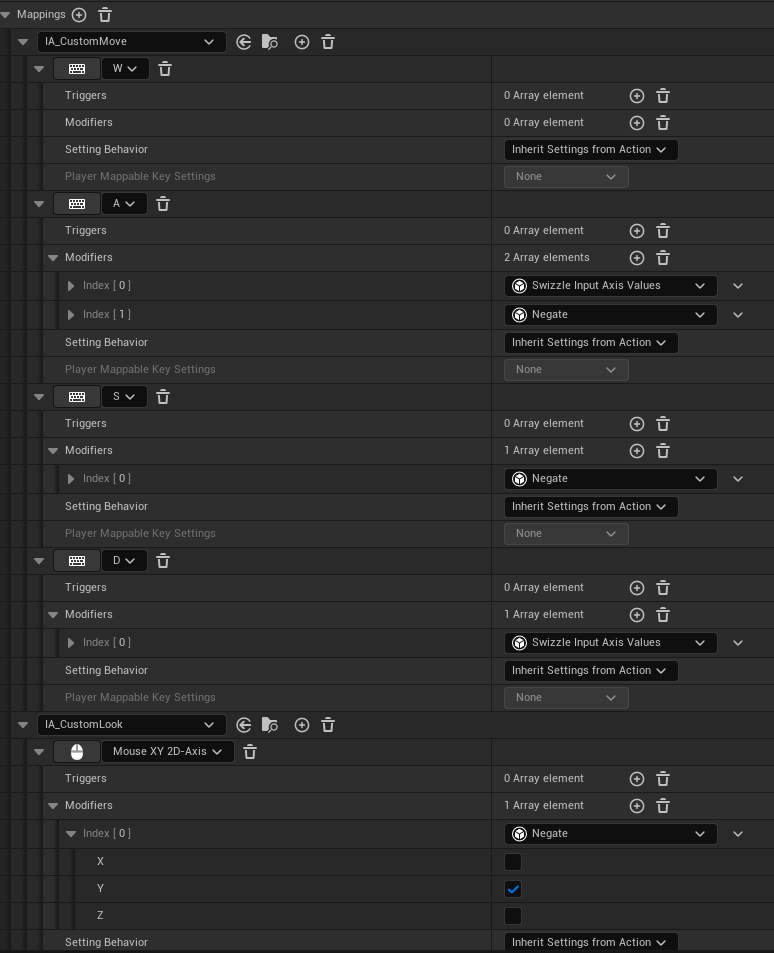 Mappings
IA_CustomMove
W
Triggers 0 Array element
Modifiers 0 Array element
Setting Behavior Inherit Settings from Action
Player Mappable Key Settings None
A
Triggers 0 Array element
Modifiers 2 Array elements
Index [ 0 ] Swizzle Input Axis Values
Index [ 1 ] Negate
Setting Behavior Inherit Settings from Action
Player Mappable Key Settings None
S
Triggers 0 Array element
Modifiers 1 Array element
Index [ 0 ] Negate
Setting Behavior Inherit Settings from Action
Player Mappable Key Settings None
D
Triggers 0 Array element
Modifiers 1 Array element
Index [ 0 ] Swizzle Input Axis Values
Setting Behavior Inherit Settings from Action
Player Mappable Key Settings None
IA_CustomLook
Mouse XY 2D-Axis
Triggers 0 Array element
Modifiers 1 Array element
Index [ 0 ] Negate
X
Y
Z
Setting Behavior Inherit Settings from Action